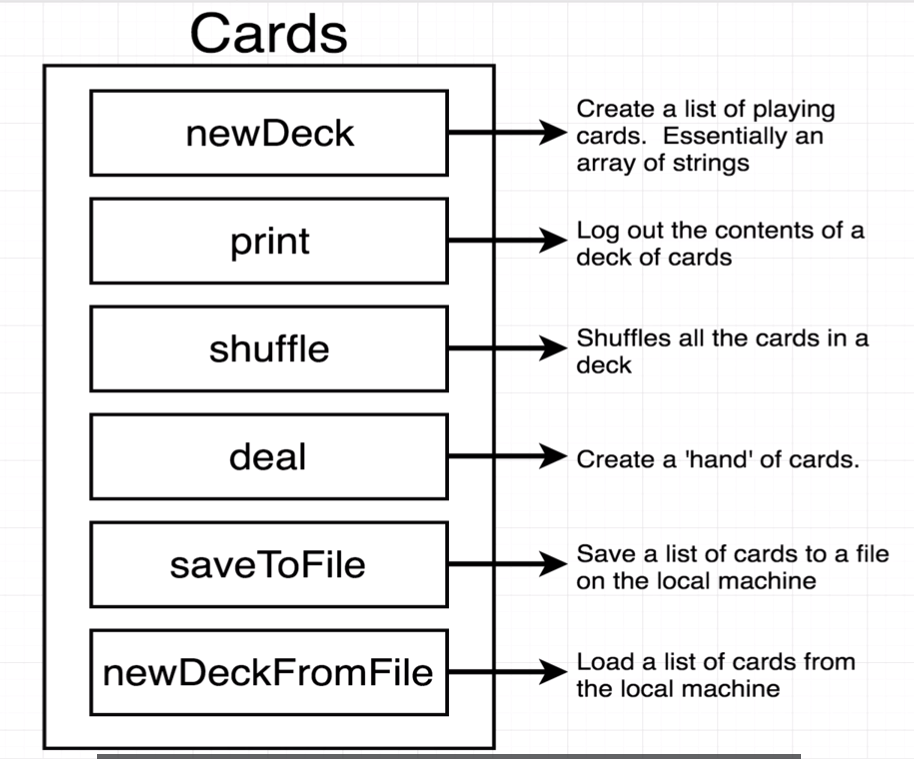 Cards
newDeck
Create a list of playing
cards.  Essentially an
array of strings
print
Log out the contents of a
deck of cards
shuffle
Shuffles all the cards in a
deck
deal
Create a 'hand' of cards.
saveToFile
Save a list of cards to a file
on the local machine
newDeckFromFile
Load a list of cards from
the local machine